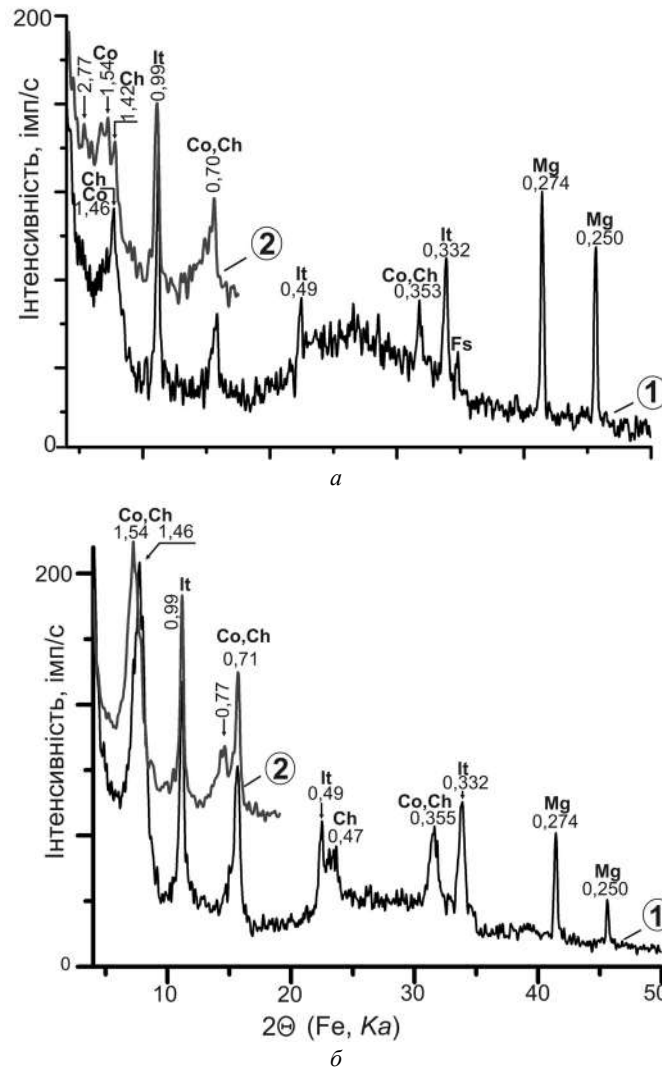 200
Інтенсивність, імп/с
0
2,77
Co
1,54
1,42
Ch
Ch
Co
1,46
It
0,99
Co,Ch
0,70
2
It
0,49
Co,Ch
0,353
It
0,332
Fs
Mg
0,274
Mg
0,250
1
а
200
Інтенсивність, імп/с
0
Co,Ch
1,54 1,46
It
0,99
Co,Ch
0,71
0,77
2
It
0,49
Ch
0,47
Co,Ch
0,355
It
0,332
Mg
0,274
Mg
0,250
1
10 20 30 40 50
2Θ (Fe, Ka)
б